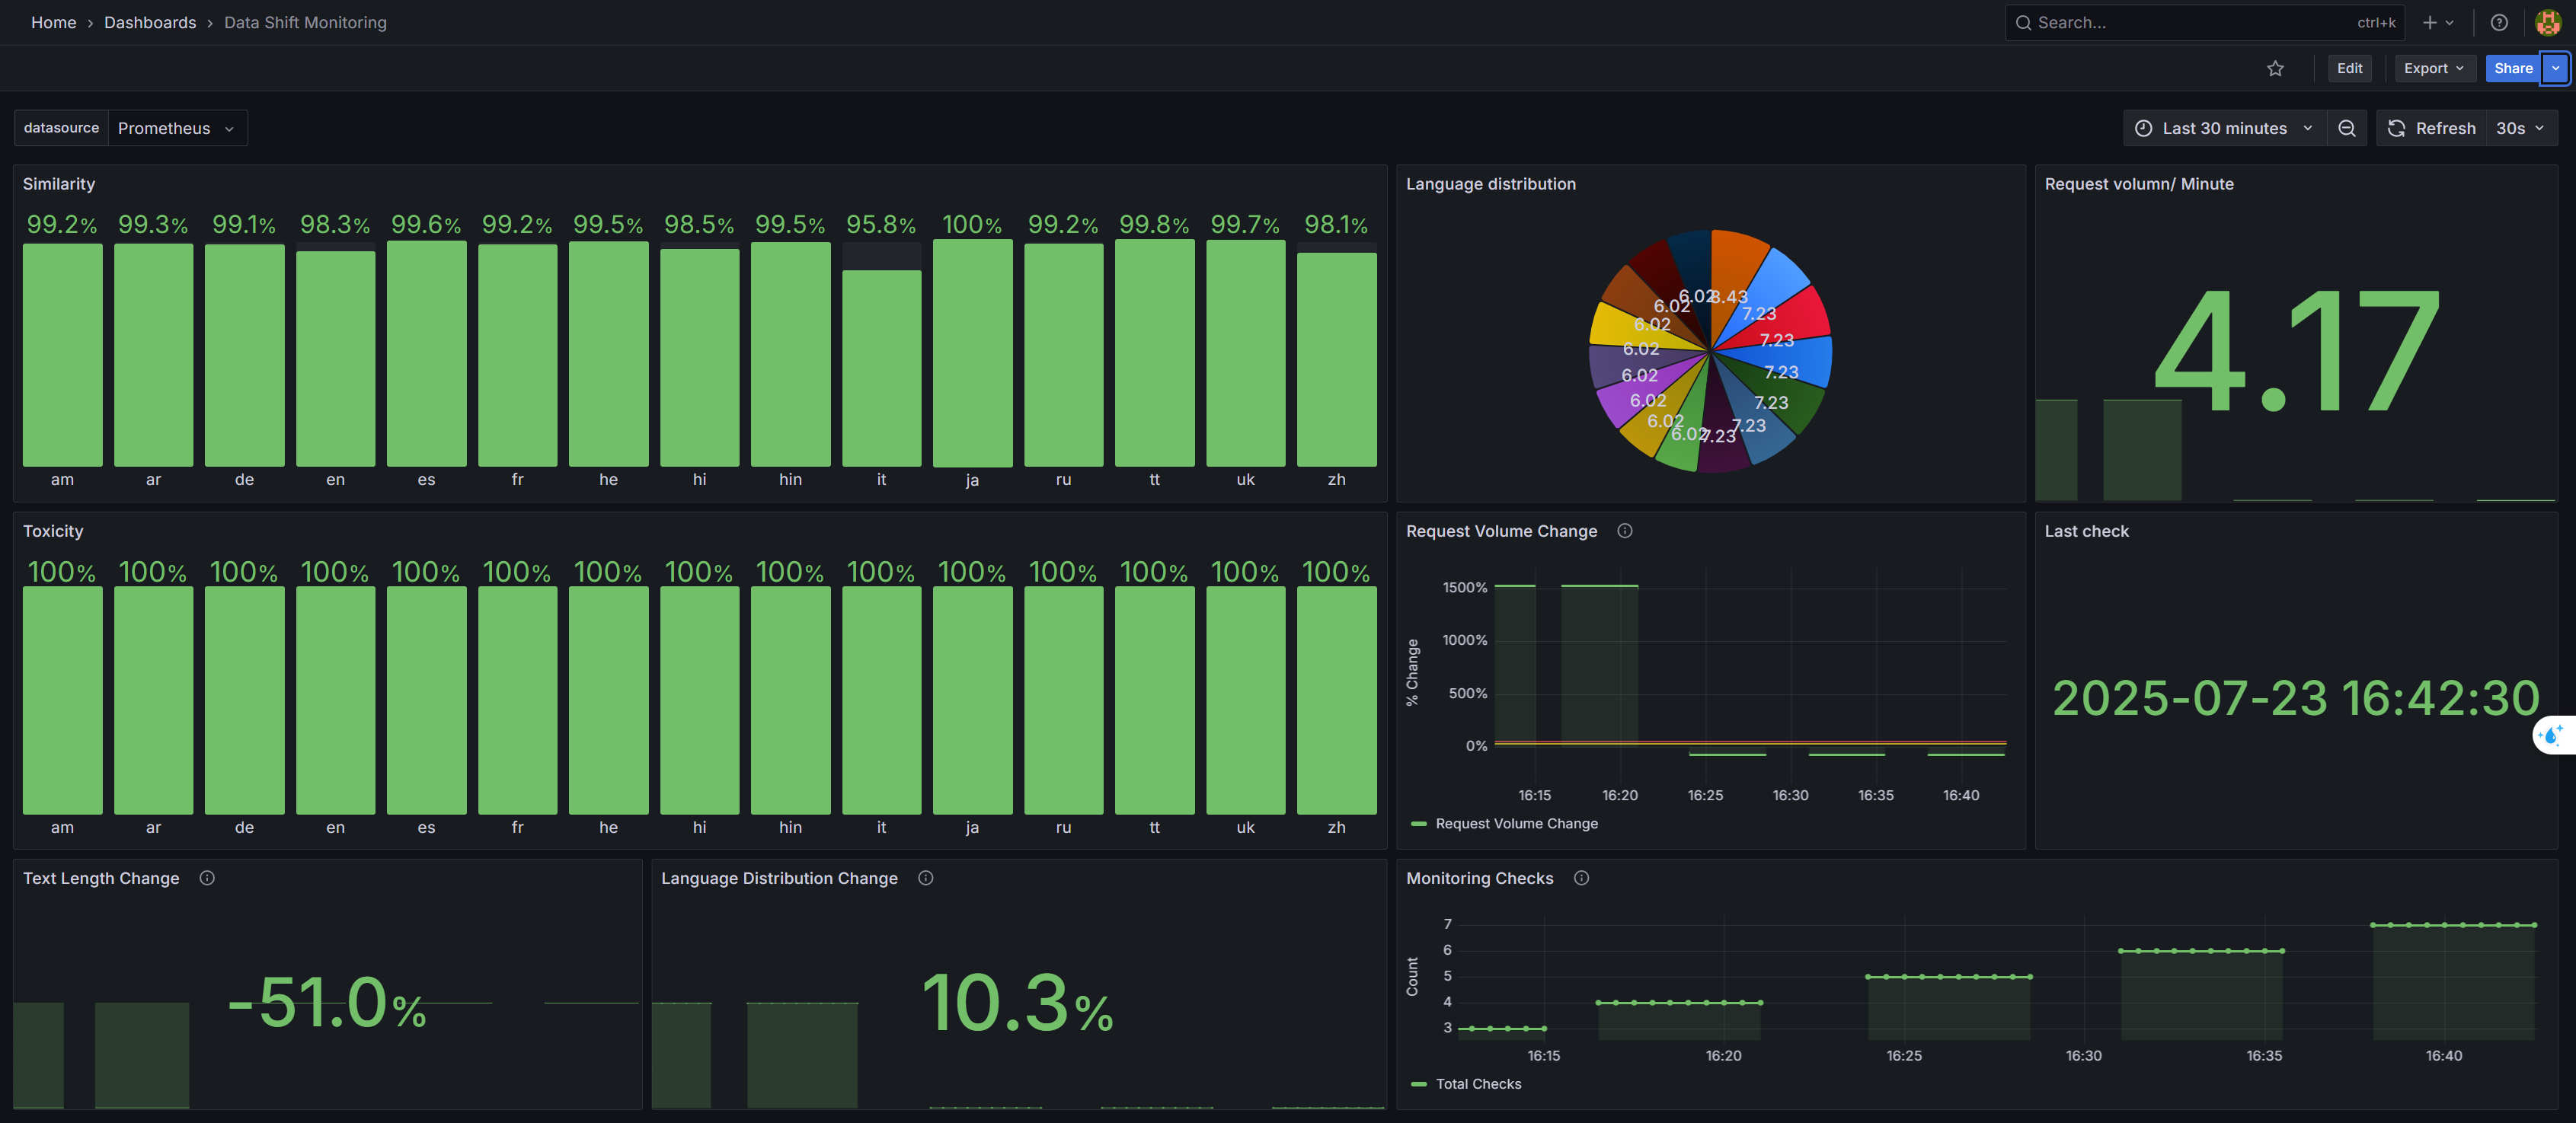 Home › Dashboards › Data Shift Monitoring
Search... ctrl+k
Edit Export Share
datasource Prometheus
Last 30 minutes Refresh 30s
Similarity
99.2% 99.3% 99.1% 98.3% 99.6% 99.2% 99.5% 98.5% 99.5% 95.8% 100% 99.2% 99.8% 99.7% 98.1%
am ar de en es fr he hi hin it ja ru tt uk zh
Language distribution
8.43
7.23
7.23
7.23
7.23
7.23
7.23
6.02
6.02
6.02
6.02
6.02
6.02
6.02
6.02
Request volumn/ Minute
4.17
Toxicity
100% 100% 100% 100% 100% 100% 100% 100% 100% 100% 100% 100% 100% 100% 100%
am ar de en es fr he hi hin it ja ru tt uk zh
Request Volume Change
% Change
1500%
1000%
500%
0%
16:15 16:20 16:25 16:30 16:35 16:40
Request Volume Change
Last check
2025-07-23 16:42:30
Text Length Change
-51.0%
Language Distribution Change
10.3%
Monitoring Checks
Count
7
6
5
4
3
16:15 16:20 16:25 16:30 16:35 16:40
Total Checks